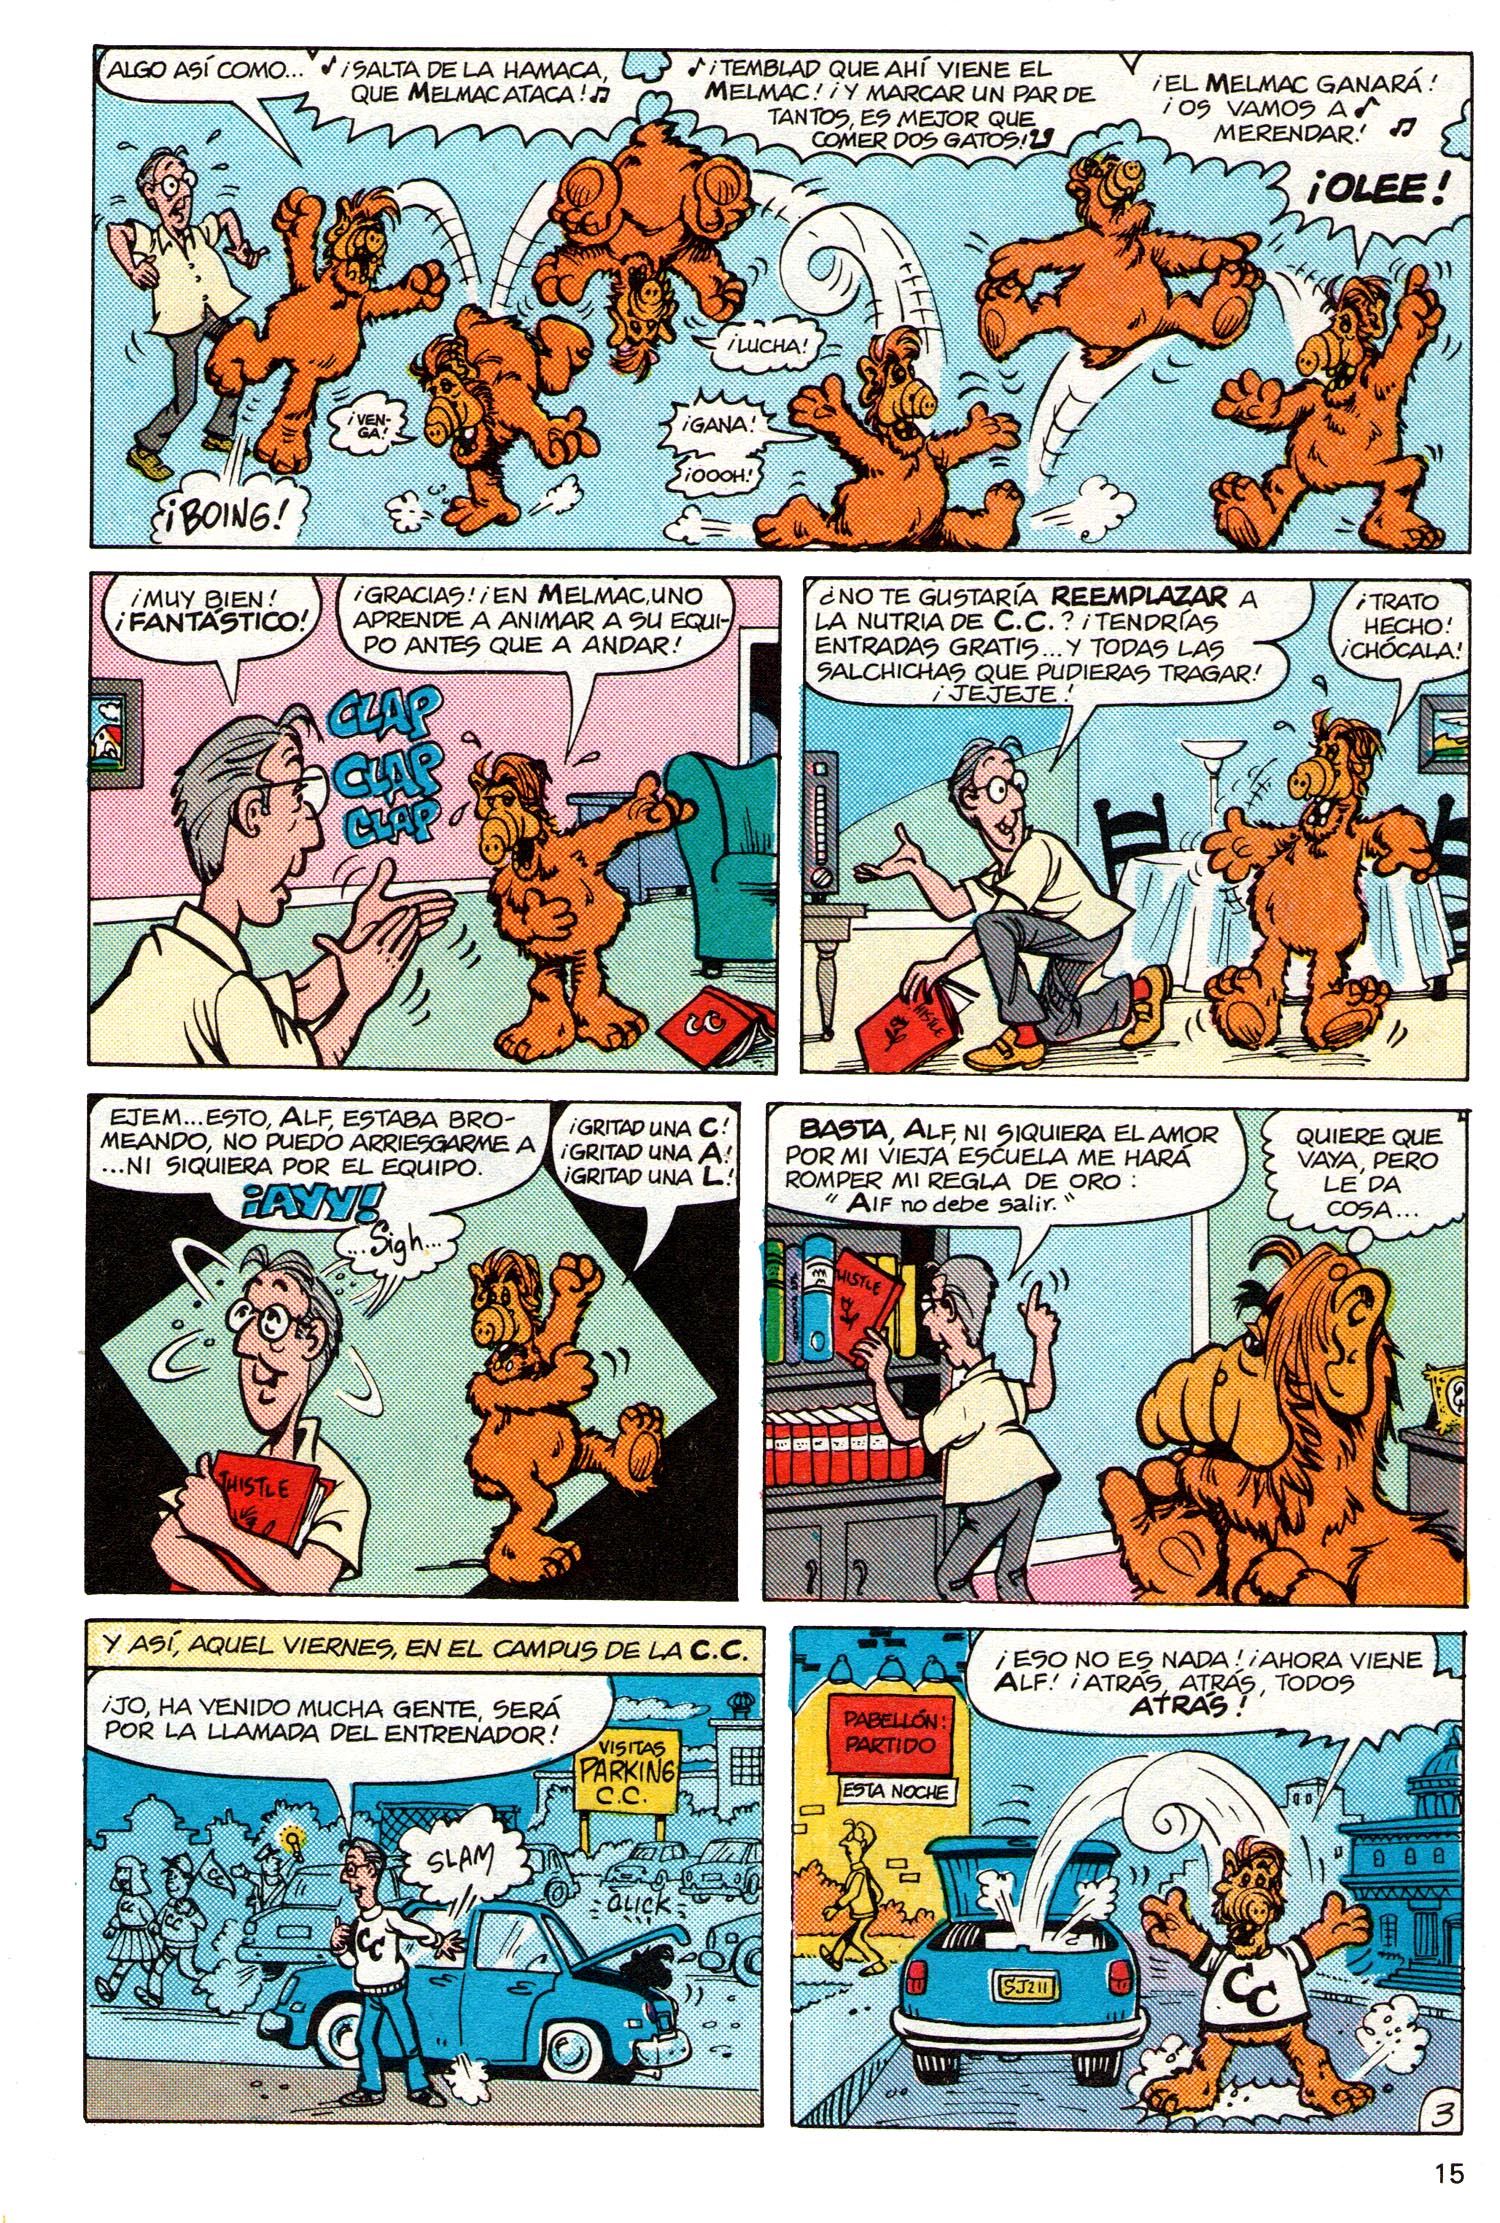 ALGO ASÍ COMO...
♪¡SALTA DE LA HAMACA,
QUE MELMAC ATACA!♫
♪¡TEMBLAD QUE AHÍ VIENE EL
MELMAC! ¡Y MARCAR UN PAR DE
TANTOS, ES MEJOR QUE
COMER DOS GATOS!♫
¡EL MELMAC GANARÁ!
¡OS VAMOS A♪
MERENDAR!♫
¡OLEE!
¡BOING!
¡VEN-
GA!
¡LUCHA!
¡GANA!
¡OOOH!
¡MUY BIEN!
¡FANTÁSTICO!
¡GRACIAS! ¡EN MELMAC, UNO
APRENDE A ANIMAR A SU EQUI-
PO ANTES QUE A ANDAR!
CLAP
CLAP
CLAP
CC
¿NO TE GUSTARÍA REEMPLAZAR A
LA NUTRIA DE C.C.? ¡TENDRÍAS
ENTRADAS GRATIS...Y TODAS LAS
SALCHICHAS QUE PUDIERAS TRAGAR!
¡JEJEJE!
¡TRATO
HECHO!
¡CHÓCALA!
THISTLE
EJEM...ESTO, ALF, ESTABA BRO-
MEANDO, NO PUEDO ARRIESGARME A
...NI SIQUIERA POR EL EQUIPO.
¡AYY!
...Sigh...
¡GRITAD UNA C!
¡GRITAD UNA A!
¡GRITAD UNA L!
THISTLE
BASTA, ALF, NI SIQUIERA EL AMOR
POR MI VIEJA ESCUELA ME HARÁ
ROMPER MI REGLA DE ORO:
"Alf no debe salir."
QUIERE QUE
VAYA, PERO
LE DA
COSA...
THISTLE
Y ASÍ, AQUEL VIERNES, EN EL CAMPUS DE LA C.C.
¡JO, HA VENIDO MUCHA GENTE, SERÁ
POR LA LLAMADA DEL ENTRENADOR!
VISITAS
PARKING
C.C.
SLAM
CLICK
CC
¡ESO NO ES NADA! ¡AHORA VIENE
ALF! ¡ATRÁS, ATRÁS, TODOS
ATRÁS!
PABELLÓN:
PARTIDO
ESTA NOCHE
SJ211
CC
3
15